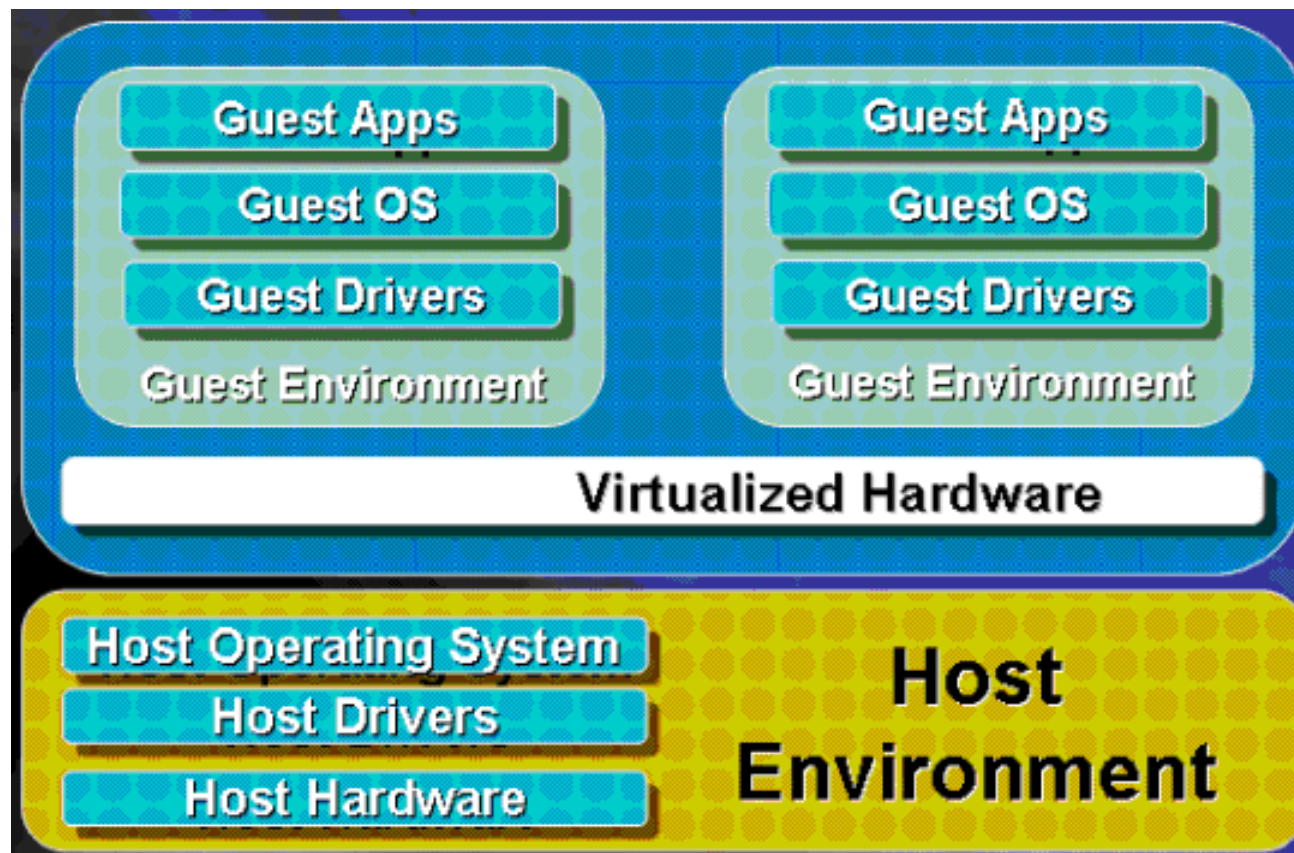 Guest Apps
Guest OS
Guest Drivers
Guest Environment
Guest Apps
Guest OS
Guest Drivers
Guest Environment
Virtualized Hardware
Host Operating System
Host Drivers
Host Hardware
Host
Environment